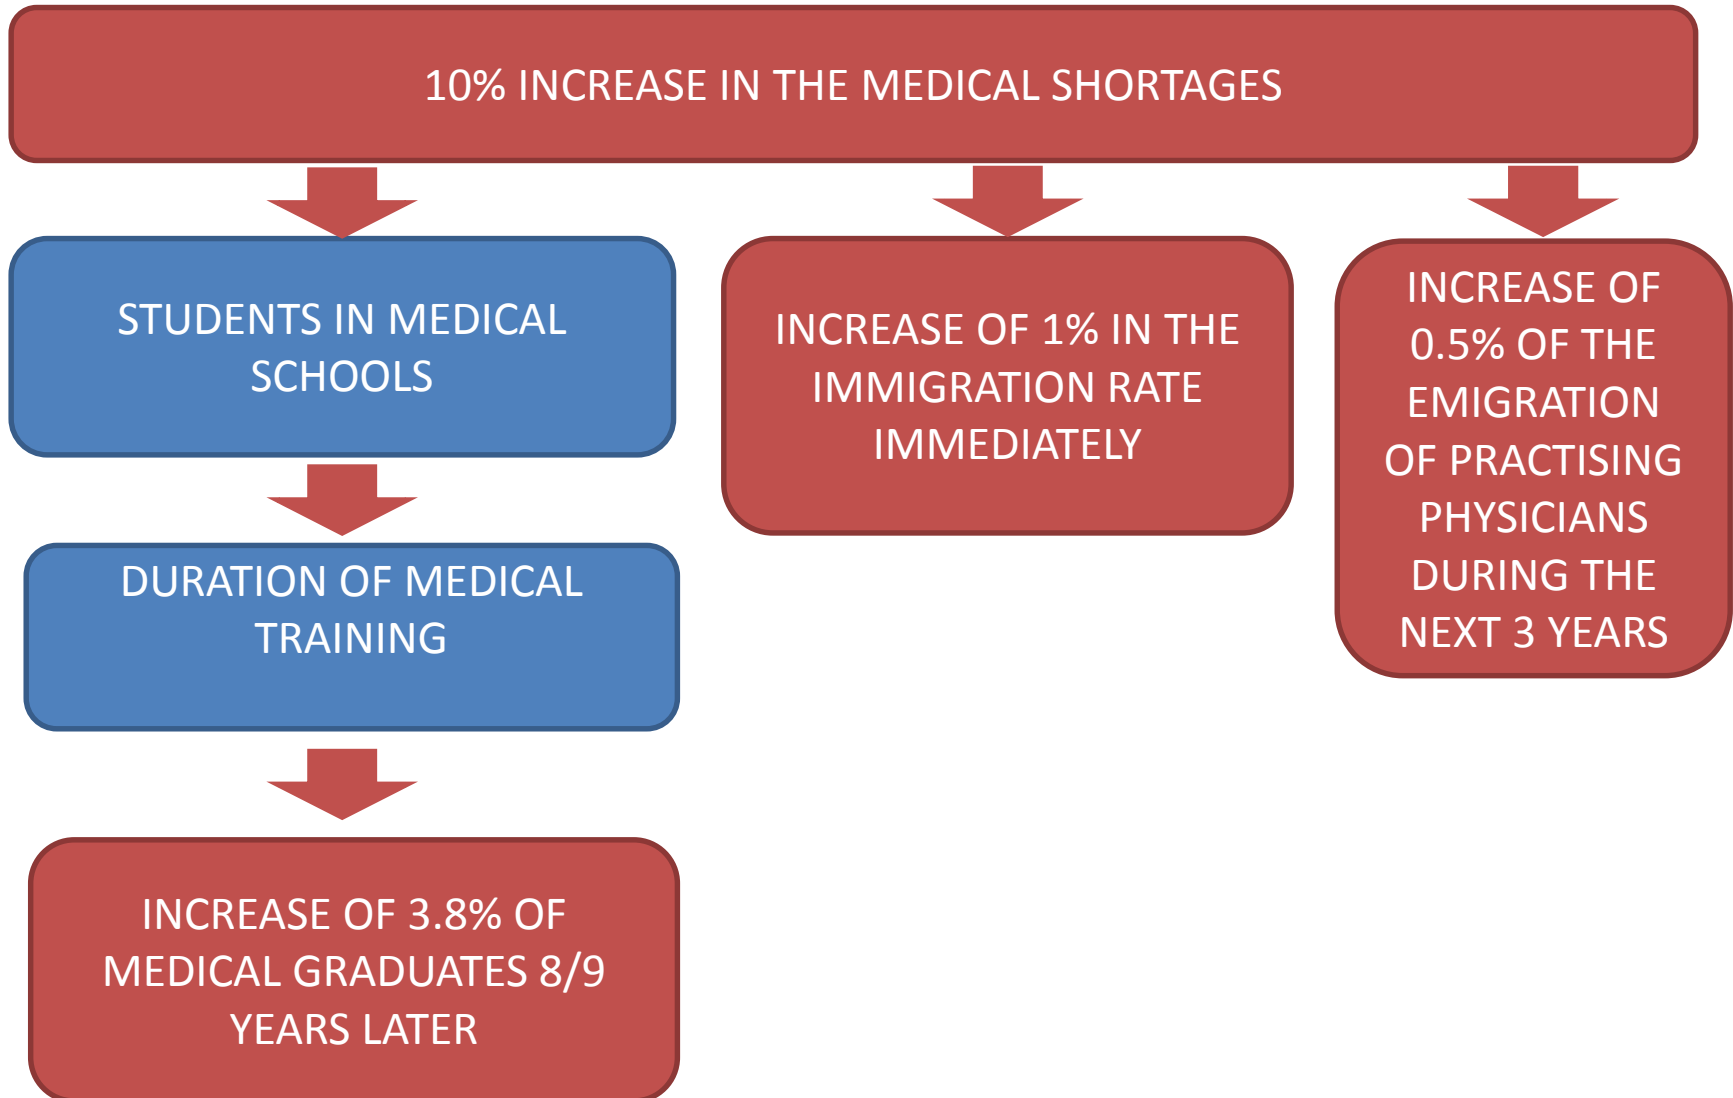 10% INCREASE IN THE MEDICAL SHORTAGES
STUDENTS IN MEDICAL
SCHOOLS
DURATION OF MEDICAL
TRAINING
INCREASE OF 3.8% OF
MEDICAL GRADUATES 8/9
YEARS LATER
INCREASE OF 1% IN THE
IMMIGRATION RATE
IMMEDIATELY
INCREASE OF
0.5% OF THE
EMIGRATION
OF PRACTISING
PHYSICIANS
DURING THE
NEXT 3 YEARS